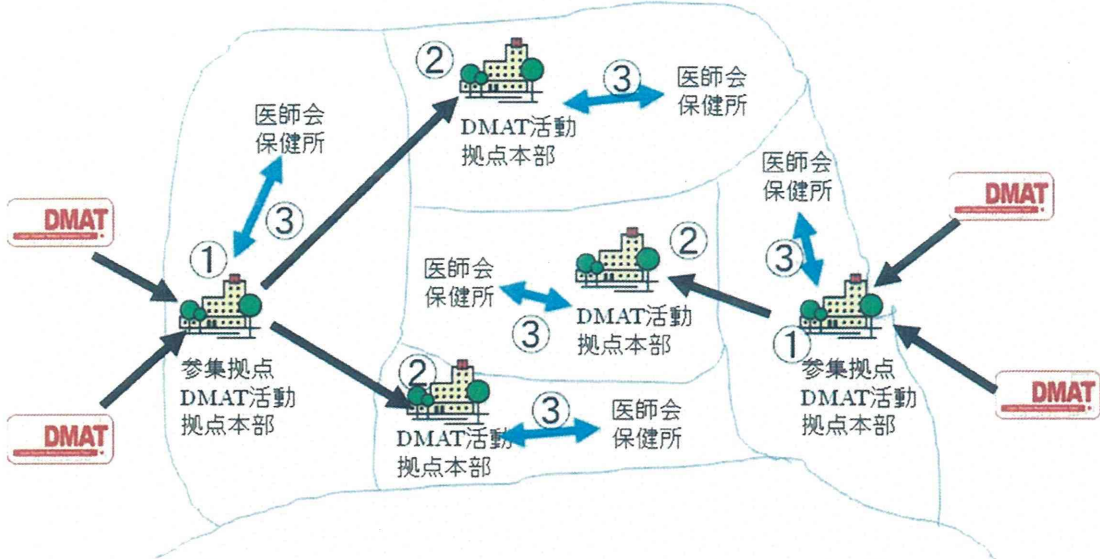 ②
③
医師会
保健所
DMAT活動
拠点本部
医師会
保健所
③
①
参集拠点
DMAT活動
拠点本部
DMAT
DMAT
医師会
保健所
③
②
DMAT活動
拠点本部
②
③
医師会
保健所
DMAT活動
拠点本部
医師会
保健所
③
①
参集拠点
DMAT活動
拠点本部
DMAT
DMAT